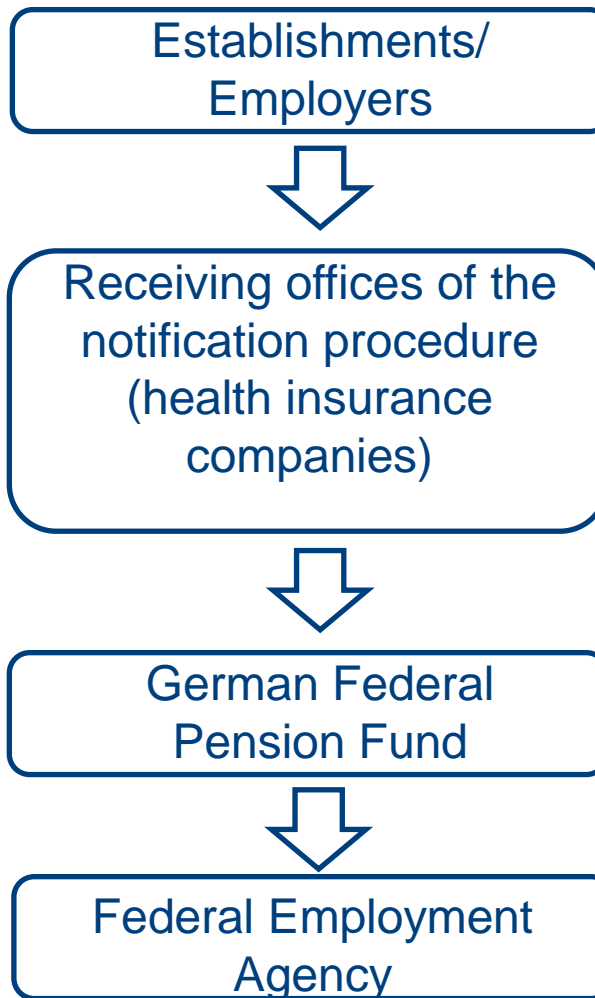 Establishments/
Employers
Receiving offices of the
notification procedure
(health insurance
companies)
German Federal
Pension Fund
Federal Employment
Agency